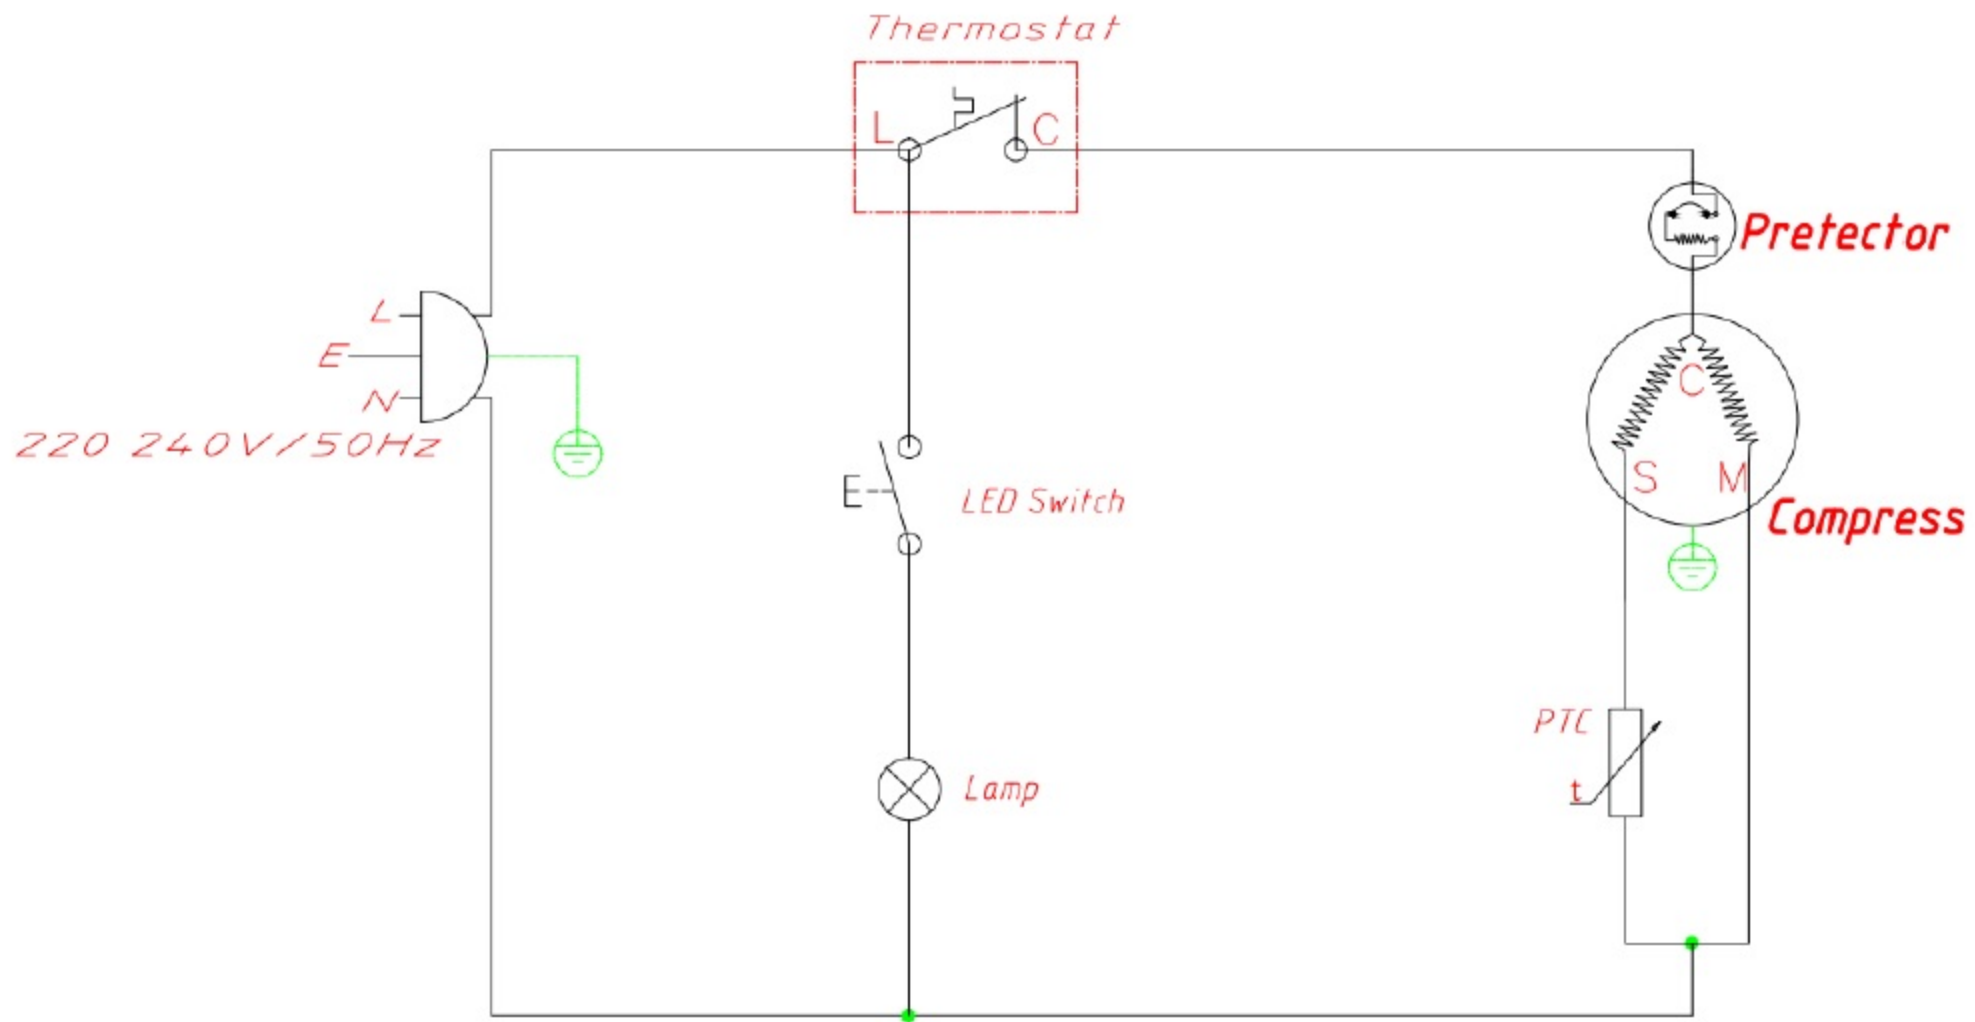 Thermostat
L
C
Pretector
L
E
N
220 240V/50Hz
C
S
M
Compress
E
LED Switch
PTC
t
Lamp